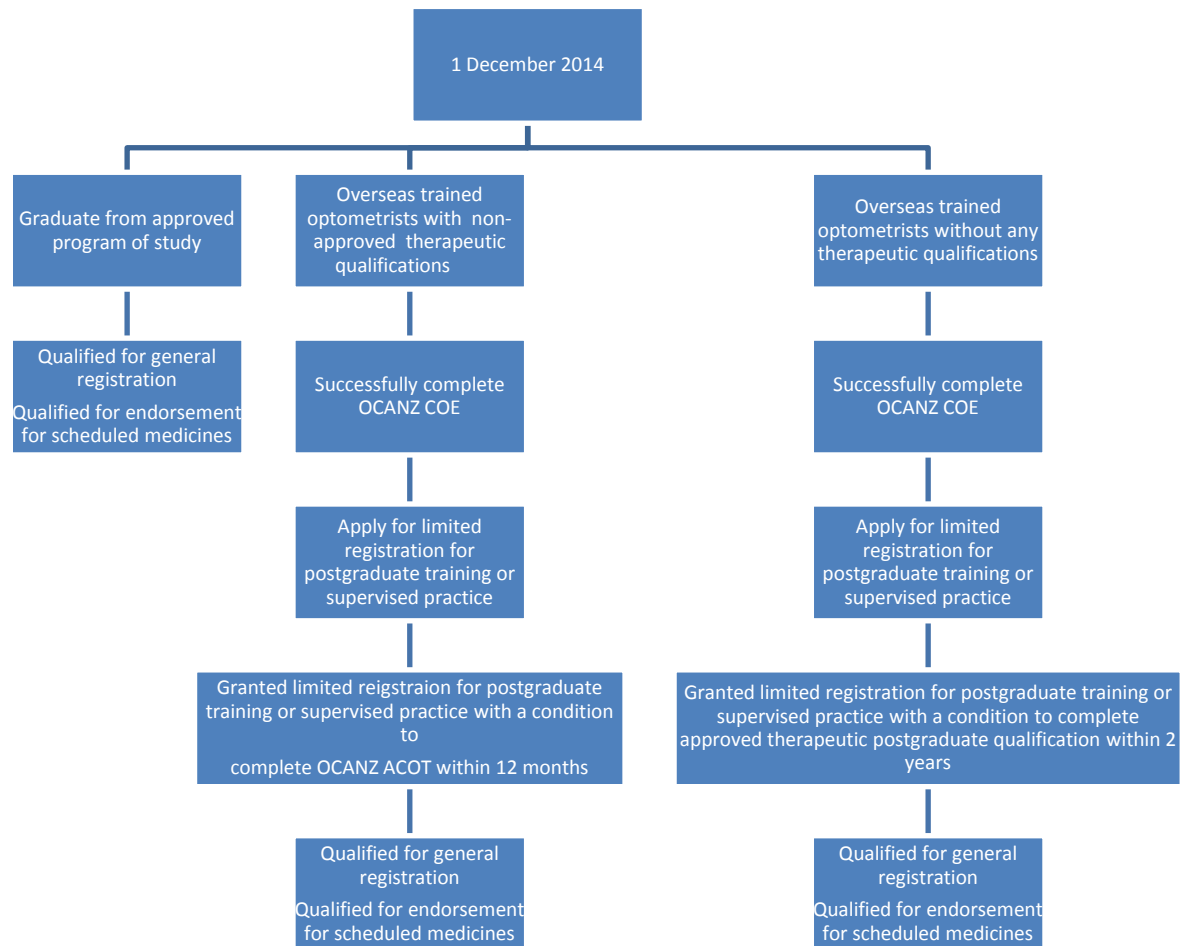 1 December 2014
Graduate from approved
program of study
Qualified for general
registration
Qualified for endorsement
for scheduled medicines
Overseas trained
optometrists with non-
approved therapeutic
qualifications
Successfully complete
OCANZ COE
Apply for limited
registration for
postgraduate training or
supervised practice
Granted limited reigstraion for postgraduate
training or supervised practice with a condition
to
complete OCANZ ACOT within 12 months
Qualified for general
registration
Qualified for endorsement
for scheduled medicines
Overseas trained
optometrists without any
therapeutic qualifications
Successfully complete
OCANZ COE
Apply for limited
registration for
postgraduate training or
supervised practice
Granted limited registration for postgraduate training or
supervised practice with a condition to complete
approved therapeutic postgraduate qualification within 2
years
Qualified for general
registration
Qualified for endorsement
for scheduled medicines